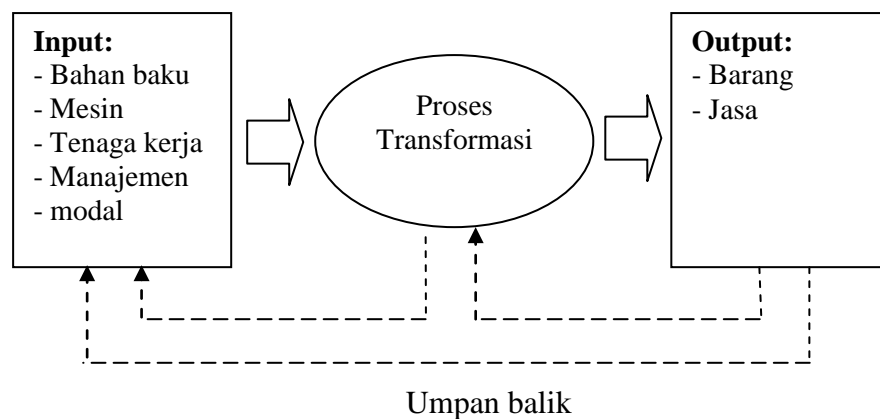 Input:
- Bahan baku
- Mesin
- Tenaga kerja
- Manajemen
- modal
Proses
Transformasi
Output:
- Barang
- Jasa
Umpan balik